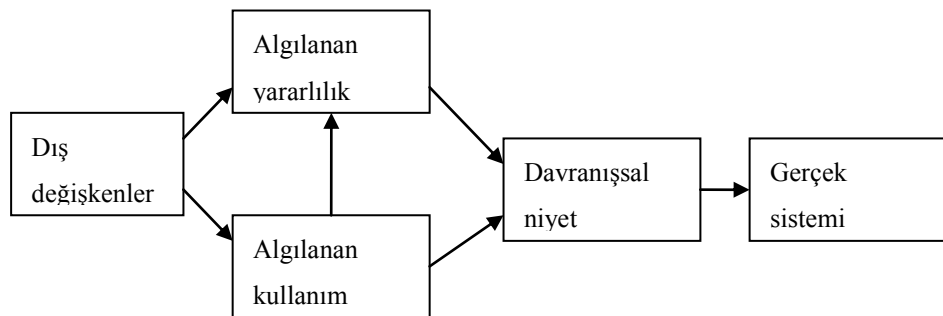 Algılanan
yararlılık
Dış
değişkenler
Davranışsal
niyet
Gerçek
sistemi
Algılanan
kullanım